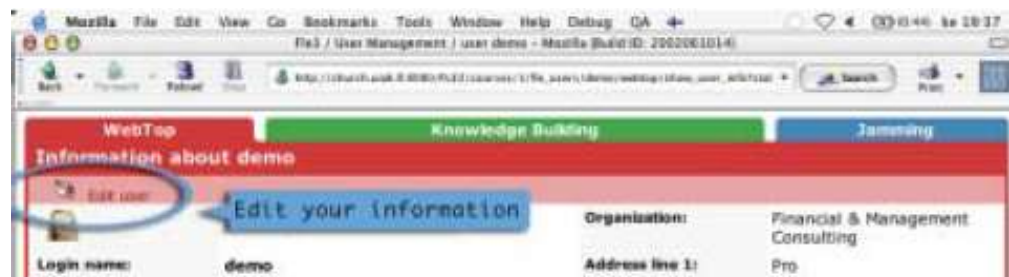 Mozilla File Edit View Go Bookmarks Tools Window Help Debug QA
File3 / User Management / user demo - Mozilla {Build ID: 2002061014}
Back Reload Stop Search Print
WebTop Knowledge Building Jamming
Information about demo
Edit user
Edit your information
Organization: Financial & Management Consulting
Login name: demo Address line 1: Pro